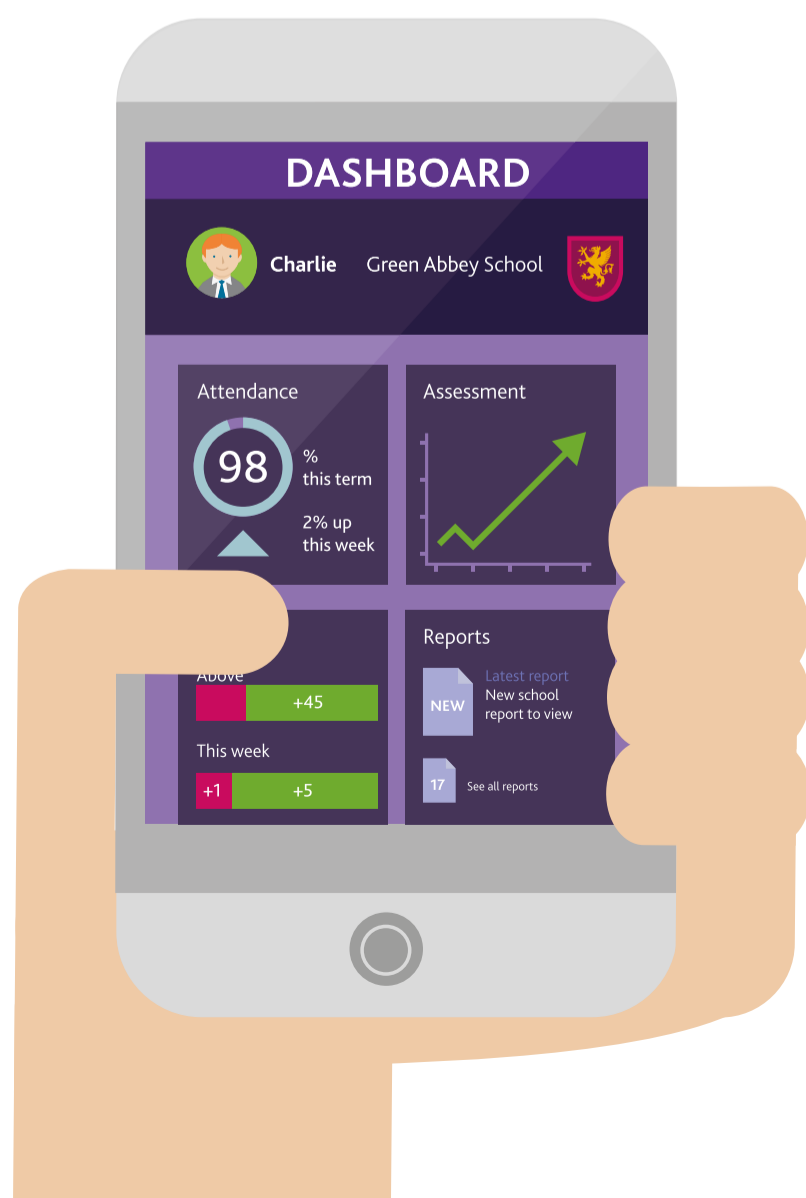 DASHBOARD
Charlie Green Abbey School
Attendance
98
%
this term
2% up
this week
Assessment
Above
+45
This week
+1 +5
Reports
NEW
Latest report
New school
report to view
17
See all reports